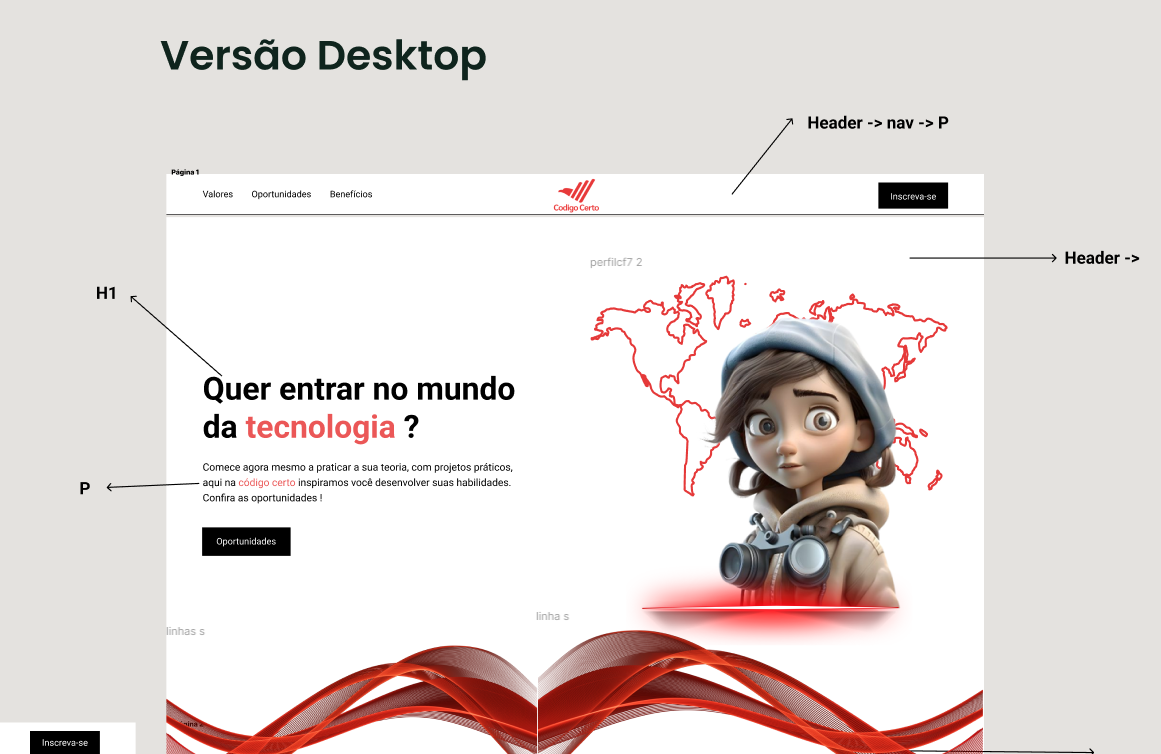 Versão Desktop
Header -> nav -> P
Página 1
Valores Oportunidades Benefícios
Codigo Certo
Inscreva-se
Header ->
perfilcf7 2
H1
Quer entrar no mundo
da tecnologia ?
Comece agora mesmo a praticar a sua teoria, com projetos práticos,
aqui na código certo inspiramos você desenvolver suas habilidades.
Confira as oportunidades !
P
Oportunidades
linha s
linhas s
Inscreva-se